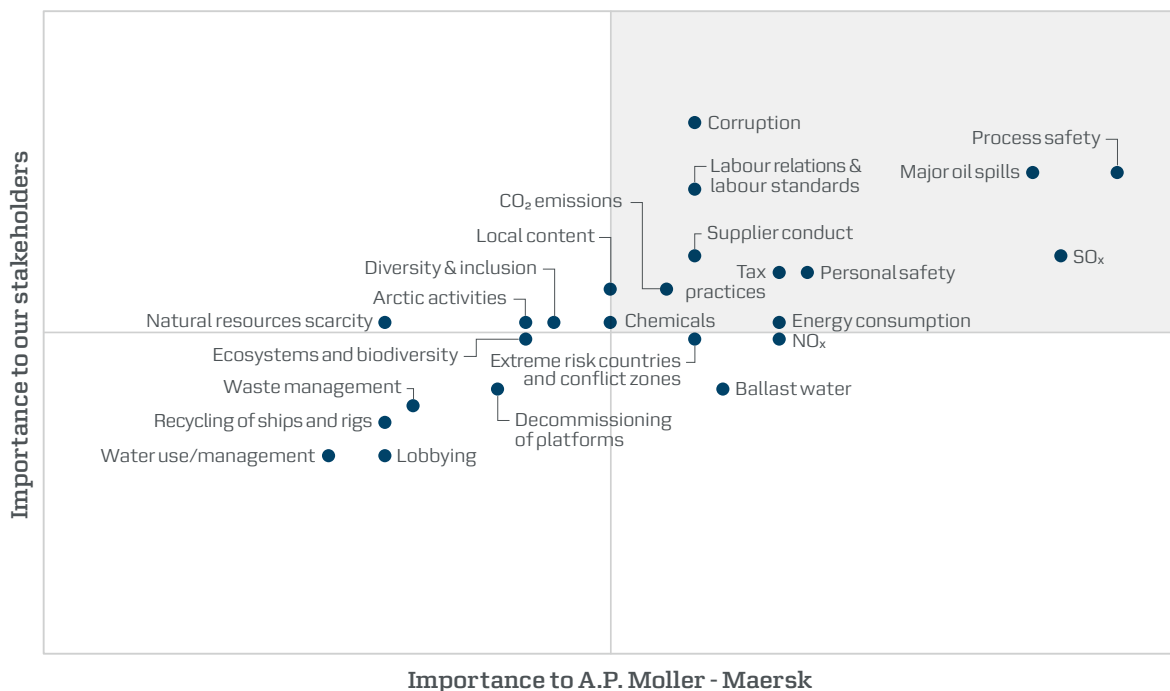 Corruption
Process safety
Labour relations &
labour standards
Major oil spills
CO₂ emissions
Supplier conduct
Local content
SOₓ
Diversity & inclusion
Tax
practices
Personal safety
Arctic activities
Natural resources scarcity
Chemicals
Energy consumption
NOₓ
Ecosystems and biodiversity
Extreme risk countries
and conflict zones
Waste management
Ballast water
Recycling of ships and rigs
Decommissioning
of platforms
Water use/management
Lobbying
Importance to our stakeholders
Importance to A.P. Moller - Maersk